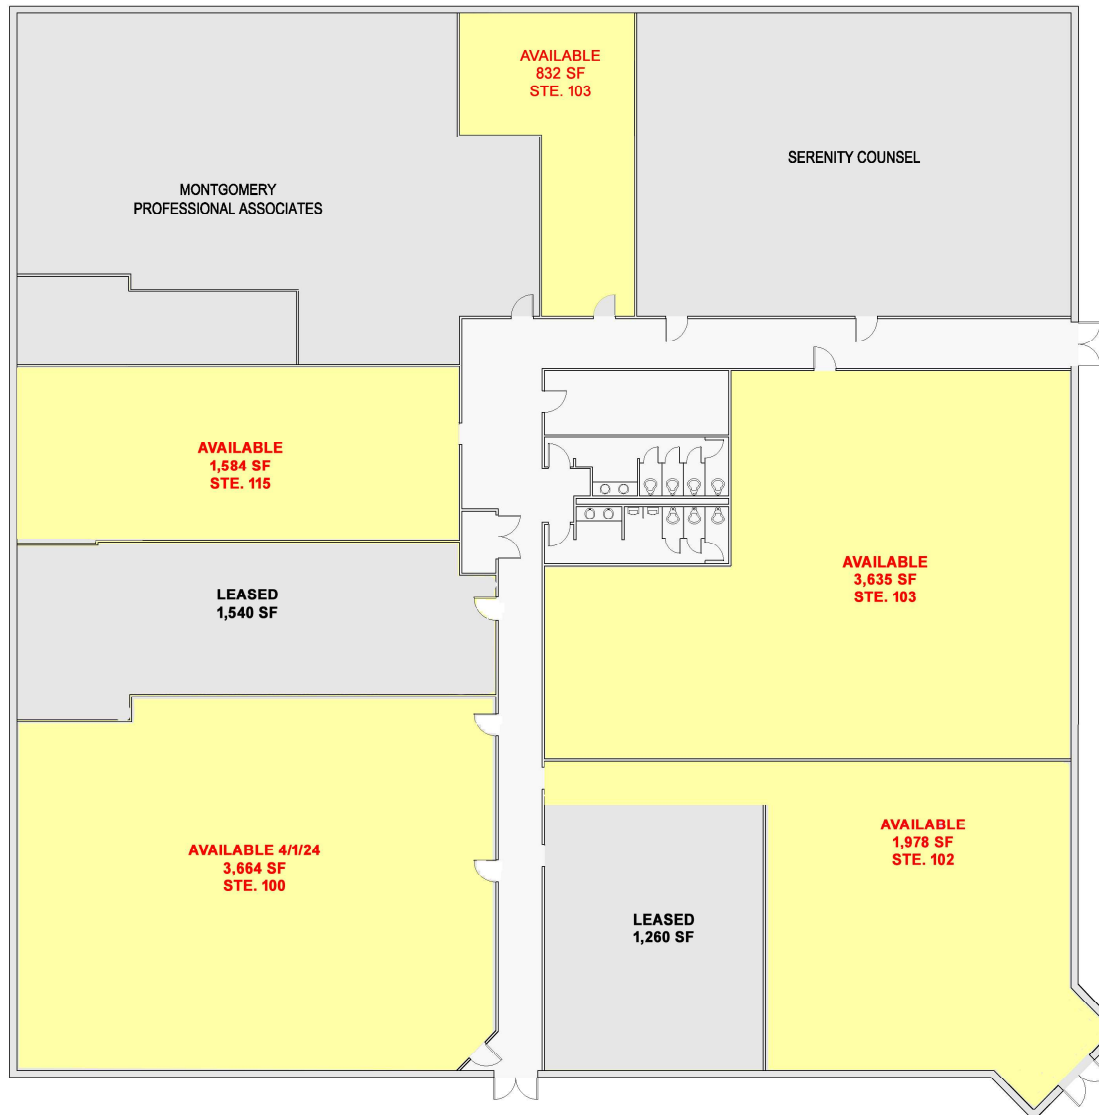 AVAILABLE
832 SF
STE. 103
SERENITY COUNSEL
MONTGOMERY
PROFESSIONAL ASSOCIATES
AVAILABLE
1,584 SF
STE. 115
AVAILABLE
3,635 SF
STE. 103
LEASED
1,540 SF
AVAILABLE 4/1/24
3,664 SF
STE. 100
AVAILABLE
1,978 SF
STE. 102
LEASED
1,260 SF